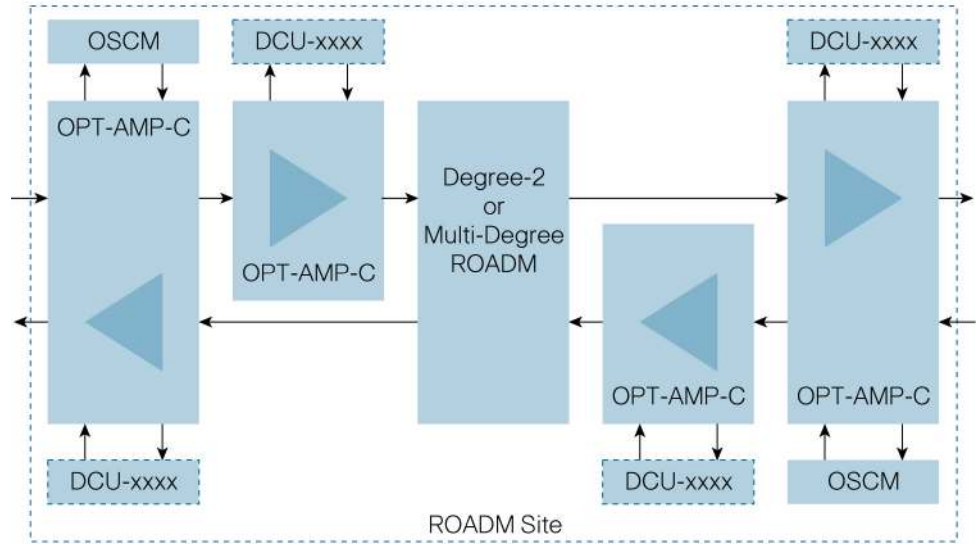 OSCM
DCU-xxxx
DCU-xxxx
OPT-AMP-C
Degree-2
or
Multi-Degree
ROADM
OPT-AMP-C
OPT-AMP-C
OPT-AMP-C
DCU-xxxx
DCU-xxxx
OSCM
ROADM Site